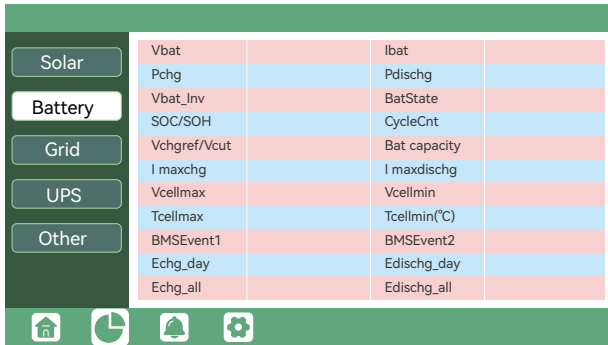 Solar
Battery
Grid
UPS
Other
Vbat Ibat
Pchg Pdischg
Vbat_Inv BatState
SOC/SOH CycleCnt
Vchgref/Vcut Bat capacity
I maxchg I maxdischg
Vcellmax Vcellmin
Tcellmax Tcellmin(℃)
BMSEvent1 BMSEvent2
Echg_day Edischg_day
Echg_all Edischg_all